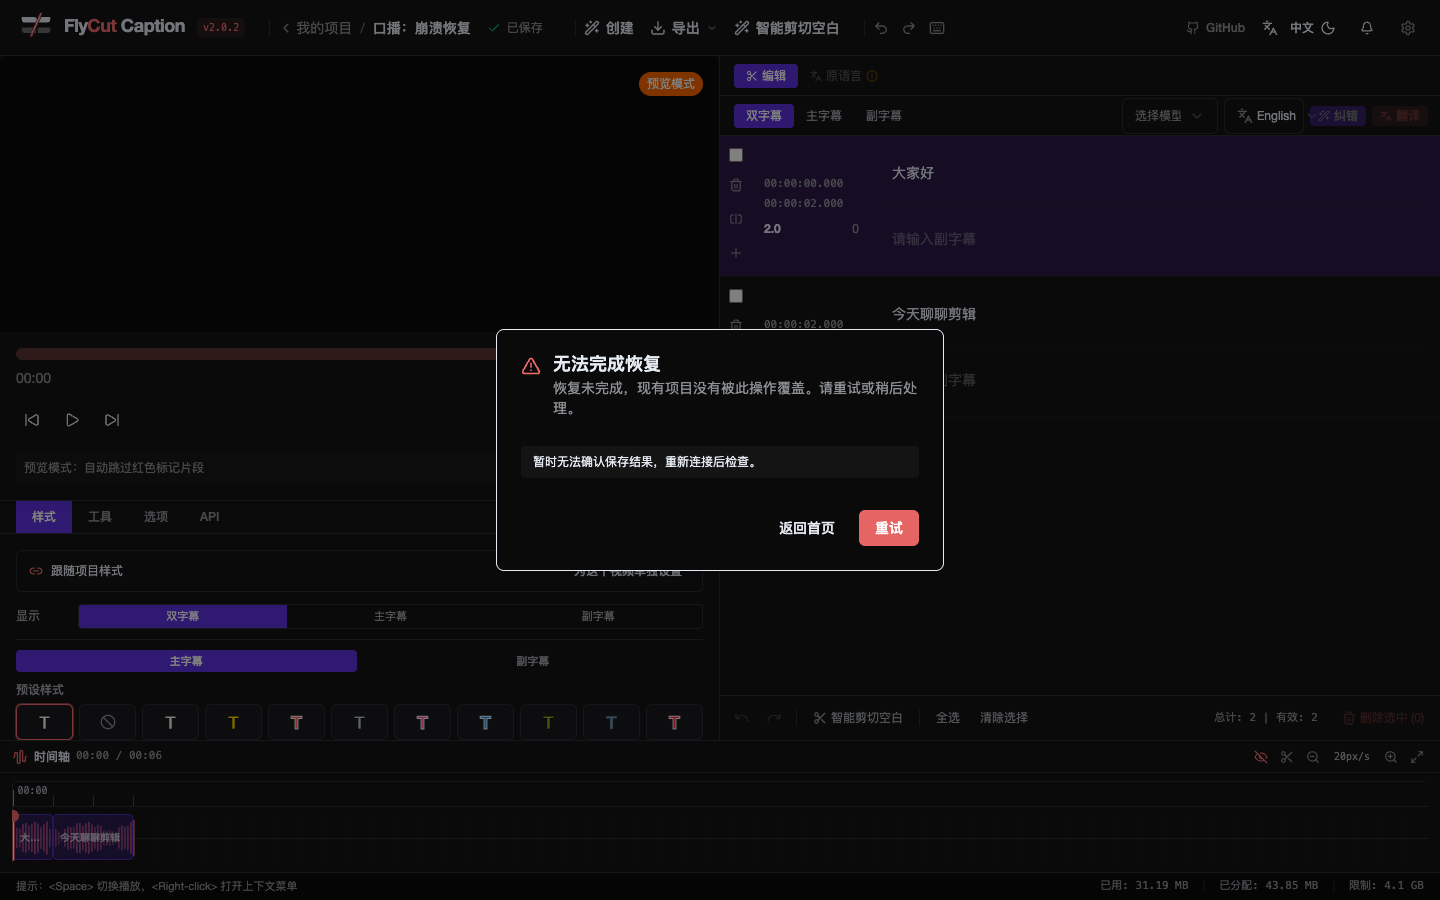 FlyCut Caption v2.0.2 我的项目 / 口播：崩溃恢复 已保存 创建 导出 智能剪切空白 GitHub 中文
预览模式
编辑 原语言
双字幕 主字幕 副字幕 选择模型 English 纠错 翻译
大家好
00:00:00.000
00:00:02.000
2.0 0
请输入副字幕
今天聊聊剪辑
00:00:02.000
字幕
无法完成恢复
恢复未完成，现有项目没有被此操作覆盖。请重试或稍后处
理。
暂时无法确认保存结果，重新连接后检查。
返回首页 重试
00:00
预览模式：自动跳过红色标记片段
样式 工具 选项 API
跟随项目样式 为这个视频单独设置
显示 双字幕 主字幕 副字幕
主字幕 副字幕
预设样式
T T T T T T T T T T
智能剪切空白 全选 清除选择 总计: 2 | 有效: 2 删除选中 (0)
时间轴 00:00 / 00:06 20px/s
00:00
大... 今天聊聊剪辑
提示: <Space> 切换播放, <Right-click> 打开上下文菜单 已用: 31.19 MB 已分配: 43.85 MB 限制: 4.1 GB